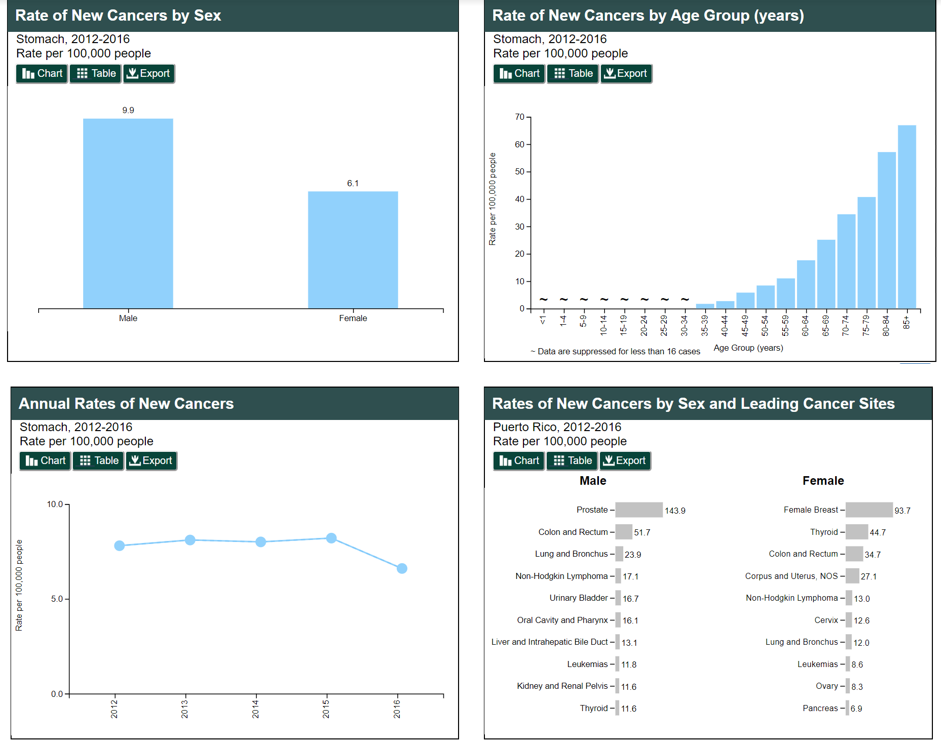 Rate of New Cancers by Sex
Stomach, 2012-2016
Rate per 100,000 people
Chart Table Export
9.9
6.1
Male Female
Rate of New Cancers by Age Group (years)
Stomach, 2012-2016
Rate per 100,000 people
Chart Table Export
Rate per 100,000 people
70
60
50
40
30
20
10
0
~ ~ ~ ~ ~ ~ ~ ~
<1 1-4 5-9 10-14 15-19 20-24 25-29 30-34 35-39 40-44 45-49 50-54 55-59 60-64 65-69 70-74 75-79 80-84 85+
Age Group (years)
~ Data are suppressed for less than 16 cases
Annual Rates of New Cancers
Stomach, 2012-2016
Rate per 100,000 people
Chart Table Export
Rate per 100,000 people
10.0
5.0
0.0
2012 2013 2014 2015 2016
Rates of New Cancers by Sex and Leading Cancer Sites
Puerto Rico, 2012-2016
Rate per 100,000 people
Chart Table Export
Male
Prostate 143.9
Colon and Rectum 51.7
Lung and Bronchus 23.9
Non-Hodgkin Lymphoma 17.1
Urinary Bladder 16.7
Oral Cavity and Pharynx 16.1
Liver and Intrahepatic Bile Duct 13.1
Leukemias 11.8
Kidney and Renal Pelvis 11.6
Thyroid 11.6
Female
Female Breast 93.7
Thyroid 44.7
Colon and Rectum 34.7
Corpus and Uterus, NOS 27.1
Non-Hodgkin Lymphoma 13.0
Cervix 12.6
Lung and Bronchus 12.0
Leukemias 8.6
Ovary 8.3
Pancreas 6.9